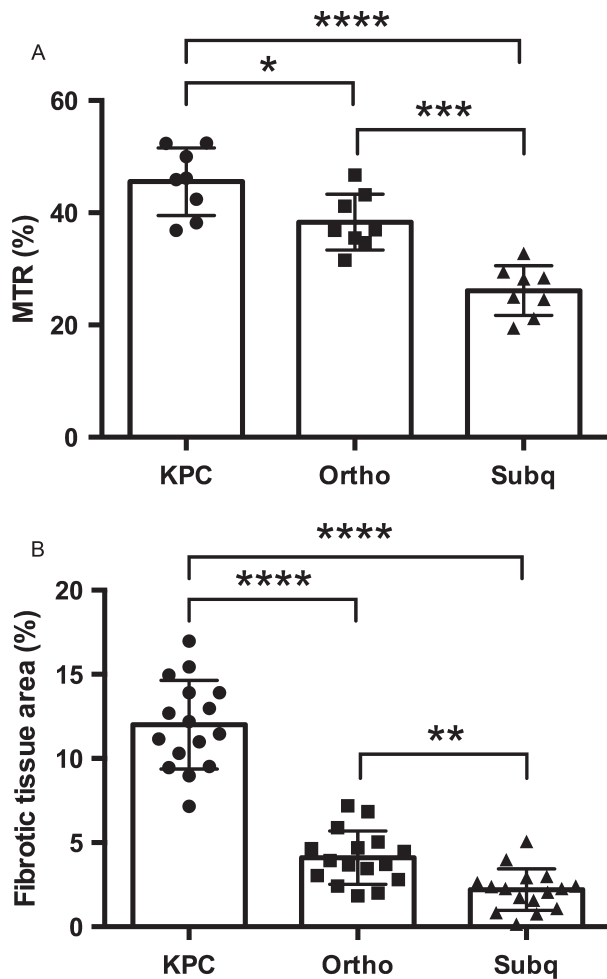 A
****
*
***
60
40
20
0
MTR (%)
KPC Ortho Subq
B
****
****
**
20
15
10
5
0
Fibrotic tissue area (%)
KPC Ortho Subq